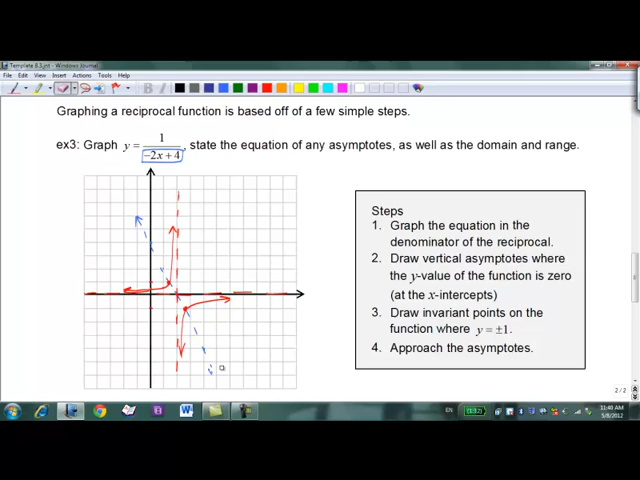 Template 8.3.jnt - Windows Journal
File Edit View Insert Actions Tools Help
Graphing a reciprocal function is based off of a few simple steps.
ex3: Graph y = 1/(−2x + 4), state the equation of any asymptotes, as well as the domain and range.
Steps
1. Graph the equation in the
denominator of the reciprocal.
2. Draw vertical asymptotes where
the y-value of the function is zero
(at the x-intercepts)
3. Draw invariant points on the
function where y = ±1.
4. Approach the asymptotes.
2 / 2
EN
11:40 AM
5/8/2012